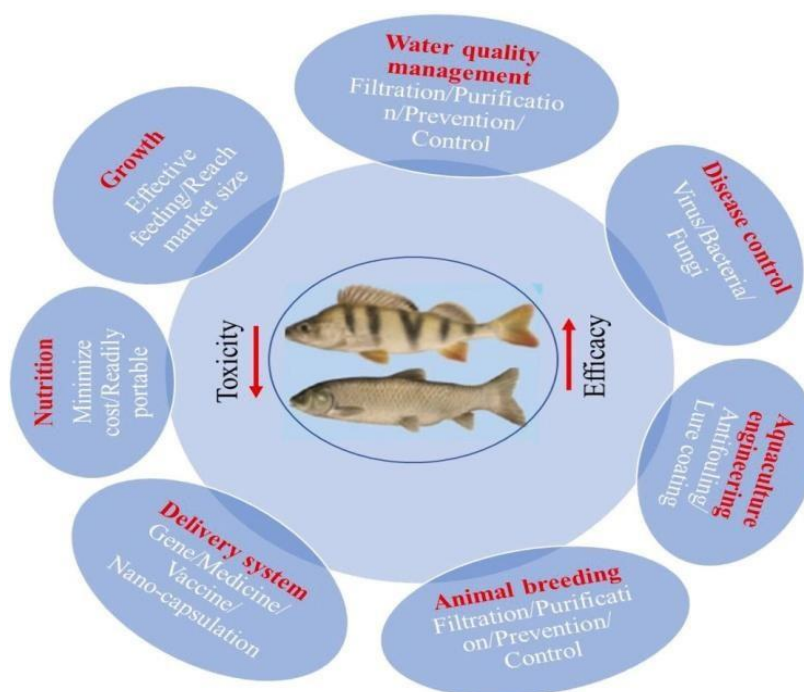 Water quality
management
Filtration/Purificatio
n/Prevention/
Control
Disease control
Virus/Bacteria/
Fungi
Aquaculture
engineering
Antifouling/
Lure coating
Animal breeding
Filtration/Purificati
on/Prevention/
Control
Delivery system
Gene/Medicine/
Vaccine/
Nano-capsulation
Nutrition
Minimize
cost/Readily
portable
Growth
Effective
feeding/Reach
market size
Toxicity
Efficacy